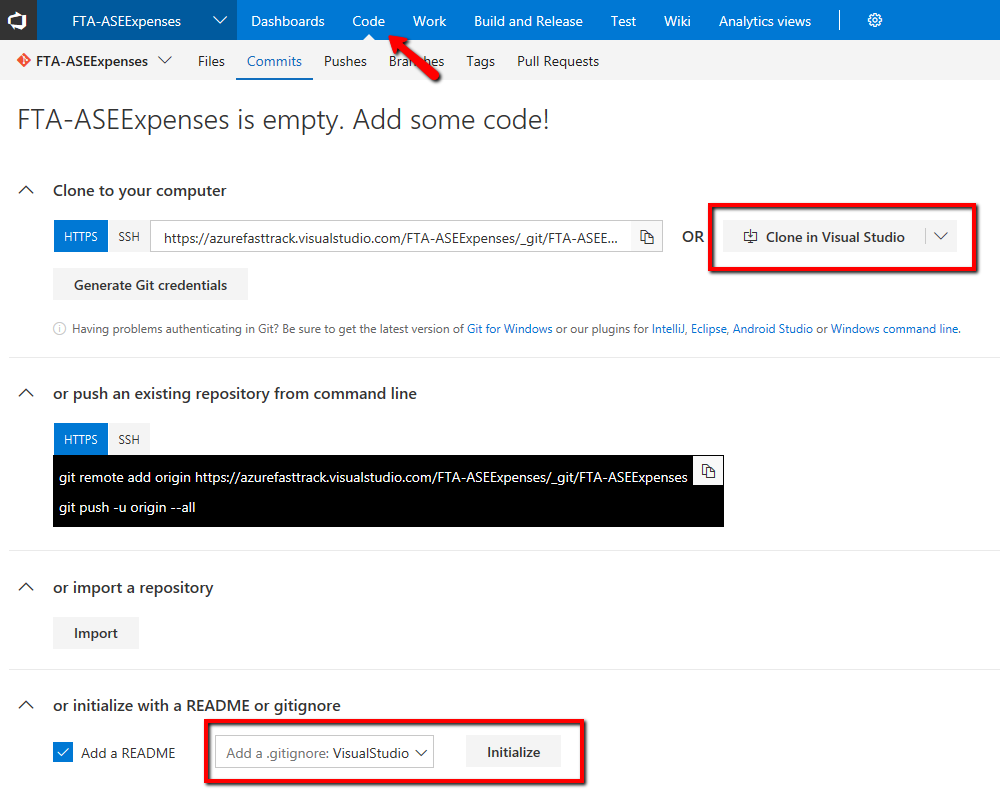 FTA-ASEExpenses Dashboards Code Work Build and Release Test Wiki Analytics views
FTA-ASEExpenses Files Commits Pushes Branches Tags Pull Requests
FTA-ASEExpenses is empty. Add some code!
Clone to your computer
HTTPS SSH https://azurefasttrack.visualstudio.com/FTA-ASEExpenses/_git/FTA-ASEE... OR Clone in Visual Studio
Generate Git credentials
Having problems authenticating in Git? Be sure to get the latest version of Git for Windows or our plugins for IntelliJ, Eclipse, Android Studio or Windows command line.
or push an existing repository from command line
HTTPS SSH
git remote add origin https://azurefasttrack.visualstudio.com/FTA-ASEExpenses/_git/FTA-ASEExpenses
git push -u origin --all
or import a repository
Import
or initialize with a README or gitignore
Add a README Add a .gitignore: VisualStudio Initialize